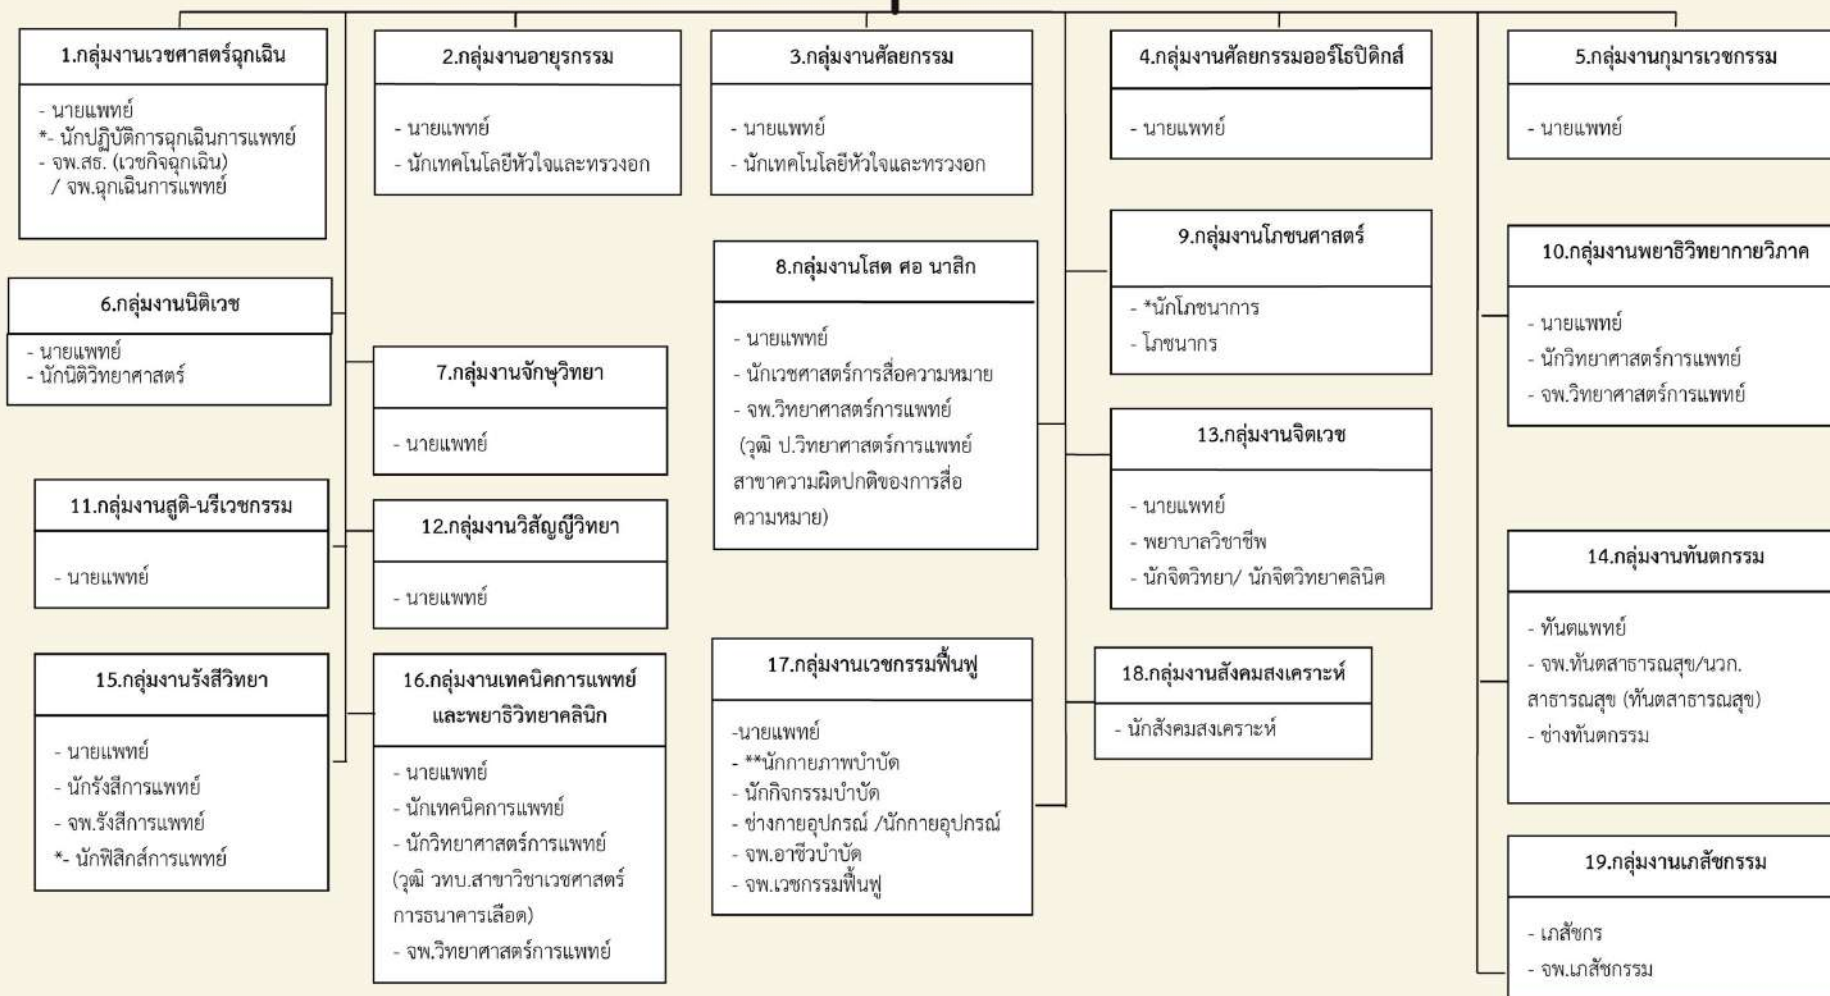 1.กลุ่มงานเวชศาสตร์ฉุกเฉิน
- นายแพทย์
*- นักปฏิบัติการฉุกเฉินการแพทย์
- จพ.สธ. (เวชกิจฉุกเฉิน)
/ จพ.ฉุกเฉินการแพทย์
2.กลุ่มงานอายุรกรรม
- นายแพทย์
- นักเทคโนโลยีหัวใจและทรวงอก
3.กลุ่มงานศัลยกรรม
- นายแพทย์
- นักเทคโนโลยีหัวใจและทรวงอก
4.กลุ่มงานศัลยกรรมออร์โธปิดิกส์
- นายแพทย์
5.กลุ่มงานกุมารเวชกรรม
- นายแพทย์
6.กลุ่มงานนิติเวช
- นายแพทย์
- นักนิติวิทยาศาสตร์
7.กลุ่มงานจักษุวิทยา
- นายแพทย์
8.กลุ่มงานโสต ศอ นาสิก
- นายแพทย์
- นักเวชศาสตร์การสื่อความหมาย
- จพ.วิทยาศาสตร์การแพทย์
(วุฒิ ป.วิทยาศาสตร์การแพทย์
สาขาความผิดปกติของการสื่อ
ความหมาย)
9.กลุ่มงานโภชนศาสตร์
- *นักโภชนาการ
- โภชนากร
10.กลุ่มงานพยาธิวิทยากายวิภาค
- นายแพทย์
- นักวิทยาศาสตร์การแพทย์
- จพ.วิทยาศาสตร์การแพทย์
11.กลุ่มงานสูติ-นรีเวชกรรม
- นายแพทย์
12.กลุ่มงานวิสัญญีวิทยา
- นายแพทย์
13.กลุ่มงานจิตเวช
- นายแพทย์
- พยาบาลวิชาชีพ
- นักจิตวิทยา/ นักจิตวิทยาคลินิค
14.กลุ่มงานทันตกรรม
- ทันตแพทย์
- จพ.ทันตสาธารณสุข/นวก.
สาธารณสุข (ทันตสาธารณสุข)
- ช่างทันตกรรม
15.กลุ่มงานรังสีวิทยา
- นายแพทย์
- นักรังสีการแพทย์
- จพ.รังสีการแพทย์
*- นักฟิสิกส์การแพทย์
16.กลุ่มงานเทคนิคการแพทย์
และพยาธิวิทยาคลินิก
- นายแพทย์
- นักเทคนิคการแพทย์
- นักวิทยาศาสตร์การแพทย์
(วุฒิ วทบ.สาขาวิชาเวชศาสตร์
การธนาคารเลือด)
- จพ.วิทยาศาสตร์การแพทย์
17.กลุ่มงานเวชกรรมฟื้นฟู
-นายแพทย์
- **นักกายภาพบำบัด
- นักกิจกรรมบำบัด
- ช่างกายอุปกรณ์ /นักกายอุปกรณ์
- จพ.อาชีวบำบัด
- จพ.เวชกรรมฟื้นฟู
18.กลุ่มงานสังคมสงเคราะห์
- นักสังคมสงเคราะห์
19.กลุ่มงานเภสัชกรรม
- เภสัชกร
- จพ.เภสัชกรรม